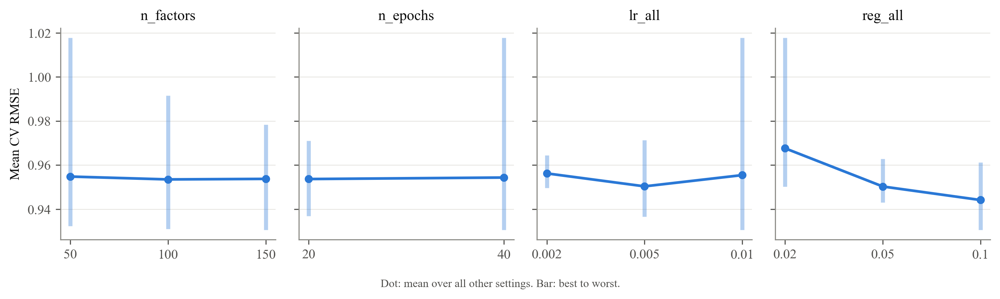 n_factors
n_epochs
lr_all
reg_all
Mean CV RMSE
1.02
1.00
0.98
0.96
0.94
50 100 150
20 40
0.002 0.005 0.01
0.02 0.05 0.1
Dot: mean over all other settings. Bar: best to worst.